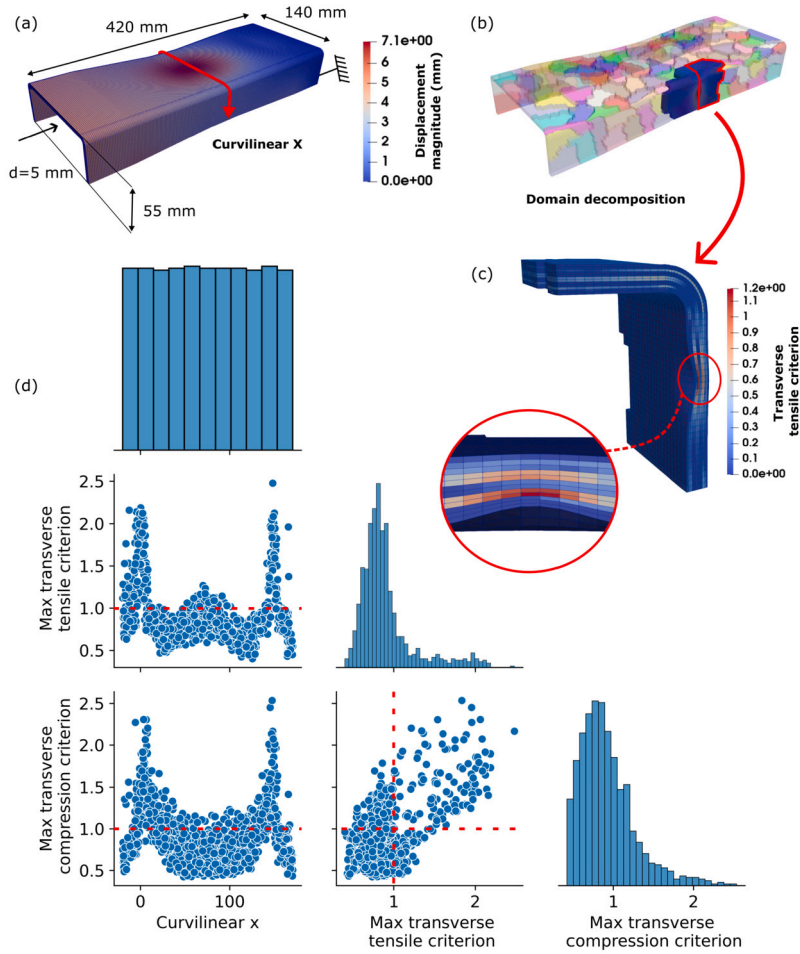 (a)
420 mm
140 mm
7.1e+00
6
5
4
3
2
1
0.0e+00
Displacement
magnitude (mm)
Curvilinear X
d=5 mm
55 mm
(b)
Domain decomposition
(c)
1.2e+00
1.1
1
0.9
0.8
0.7
0.6
0.5
0.4
0.3
0.2
0.1
0.0e+00
Transverse
tensile criterion
(d)
Max transverse
tensile criterion
2.5
2.0
1.5
1.0
0.5
Max transverse
compression criterion
2.5
2.0
1.5
1.0
0.5
0
100
Curvilinear x
1
2
Max transverse
tensile criterion
1
2
Max transverse
compression criterion